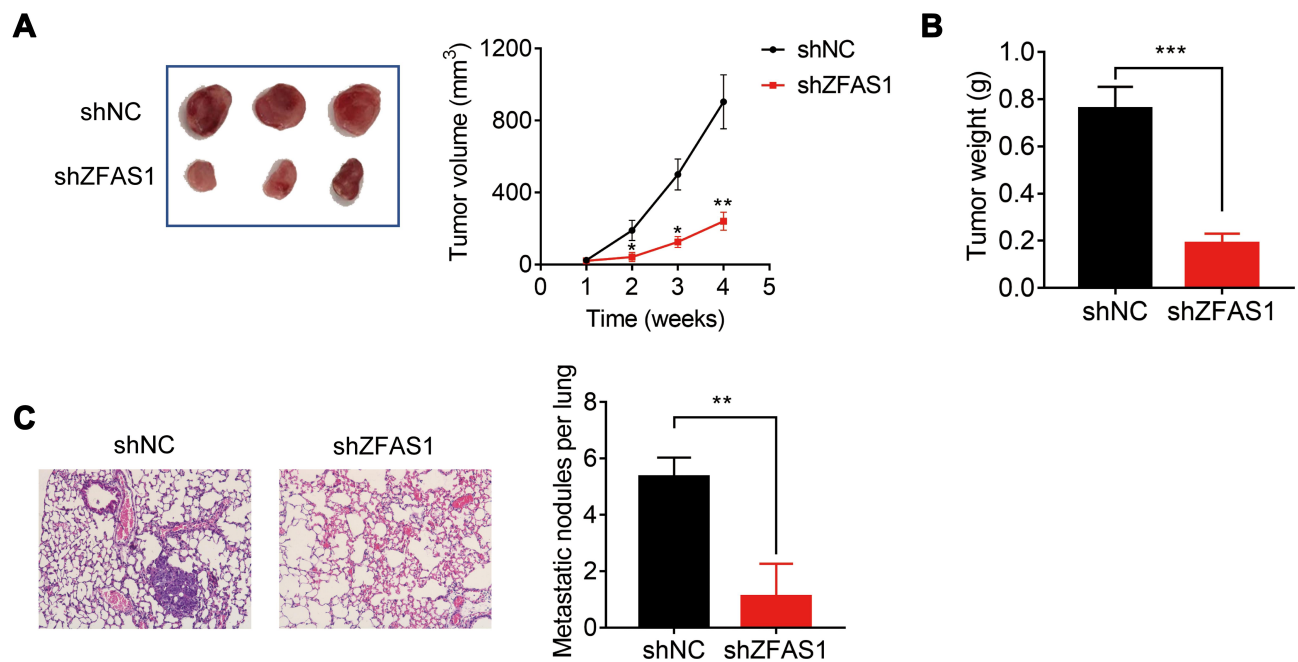 A
shNC
shZFAS1
Tumor volume (mm³)
1200
800
400
0
0 1 2 3 4 5
Time (weeks)
* * **
shNC
shZFAS1
B
Tumor weight (g)
1.0
0.8
0.6
0.4
0.2
0.0
***
shNC shZFAS1
C
shNC shZFAS1
Metastatic nodules per lung
8
6
4
2
0
**
shNC shZFAS1